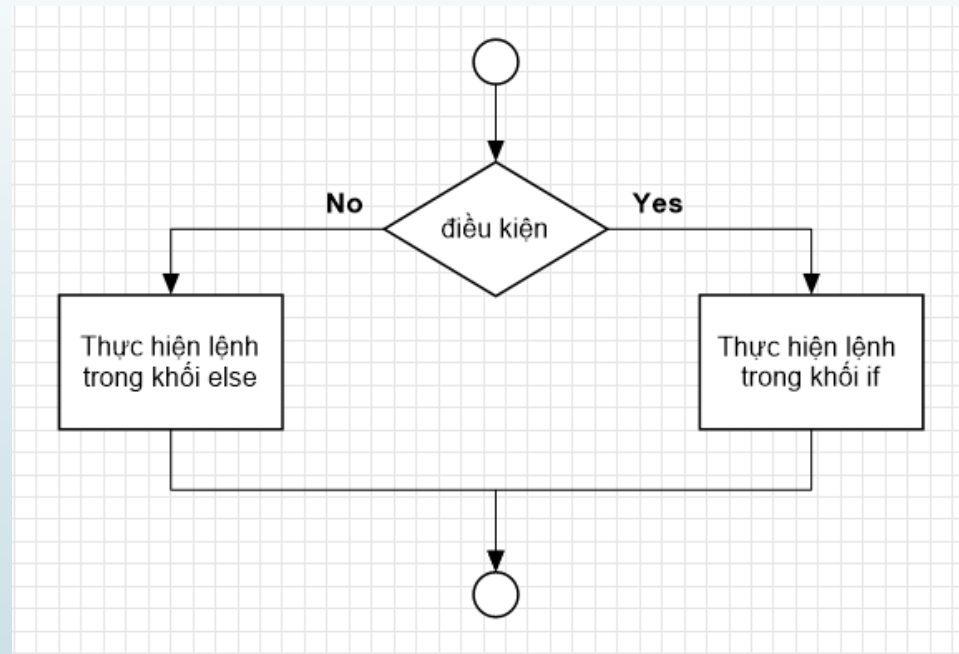 No
Yes
điều kiện
Thực hiện lệnh
trong khối else
Thực hiện lệnh
trong khối if